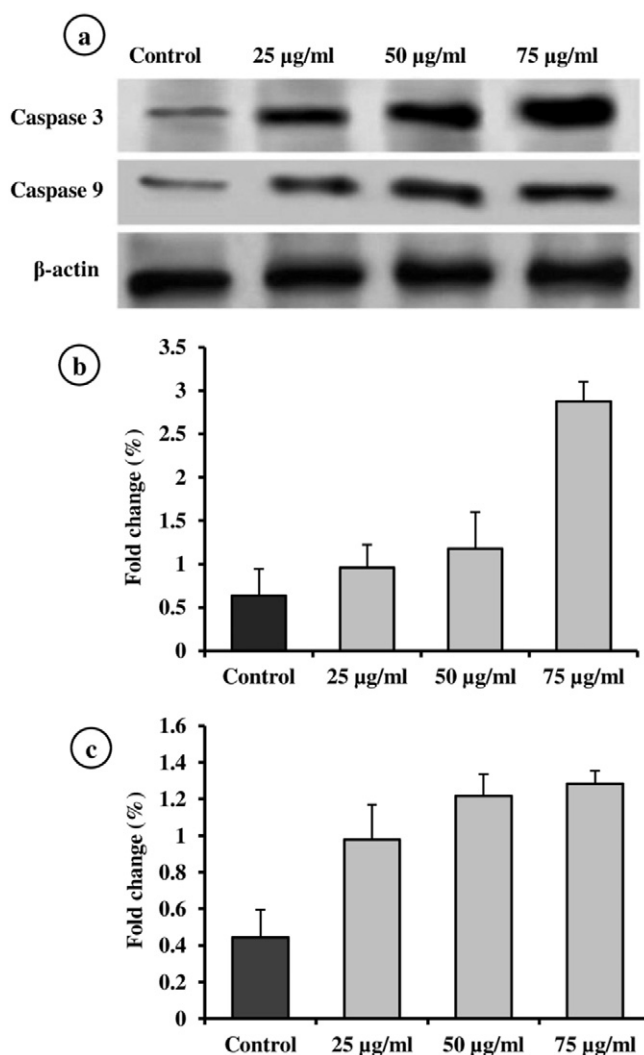 a
Control 25 µg/ml 50 µg/ml 75 µg/ml
Caspase 3
Caspase 9
β-actin
b
Fold change (%)
3.5
3
2.5
2
1.5
1
0.5
0
Control 25 µg/ml 50 µg/ml 75 µg/ml
c
Fold change (%)
1.6
1.4
1.2
1
0.8
0.6
0.4
0.2
0
Control 25 µg/ml 50 µg/ml 75 µg/ml